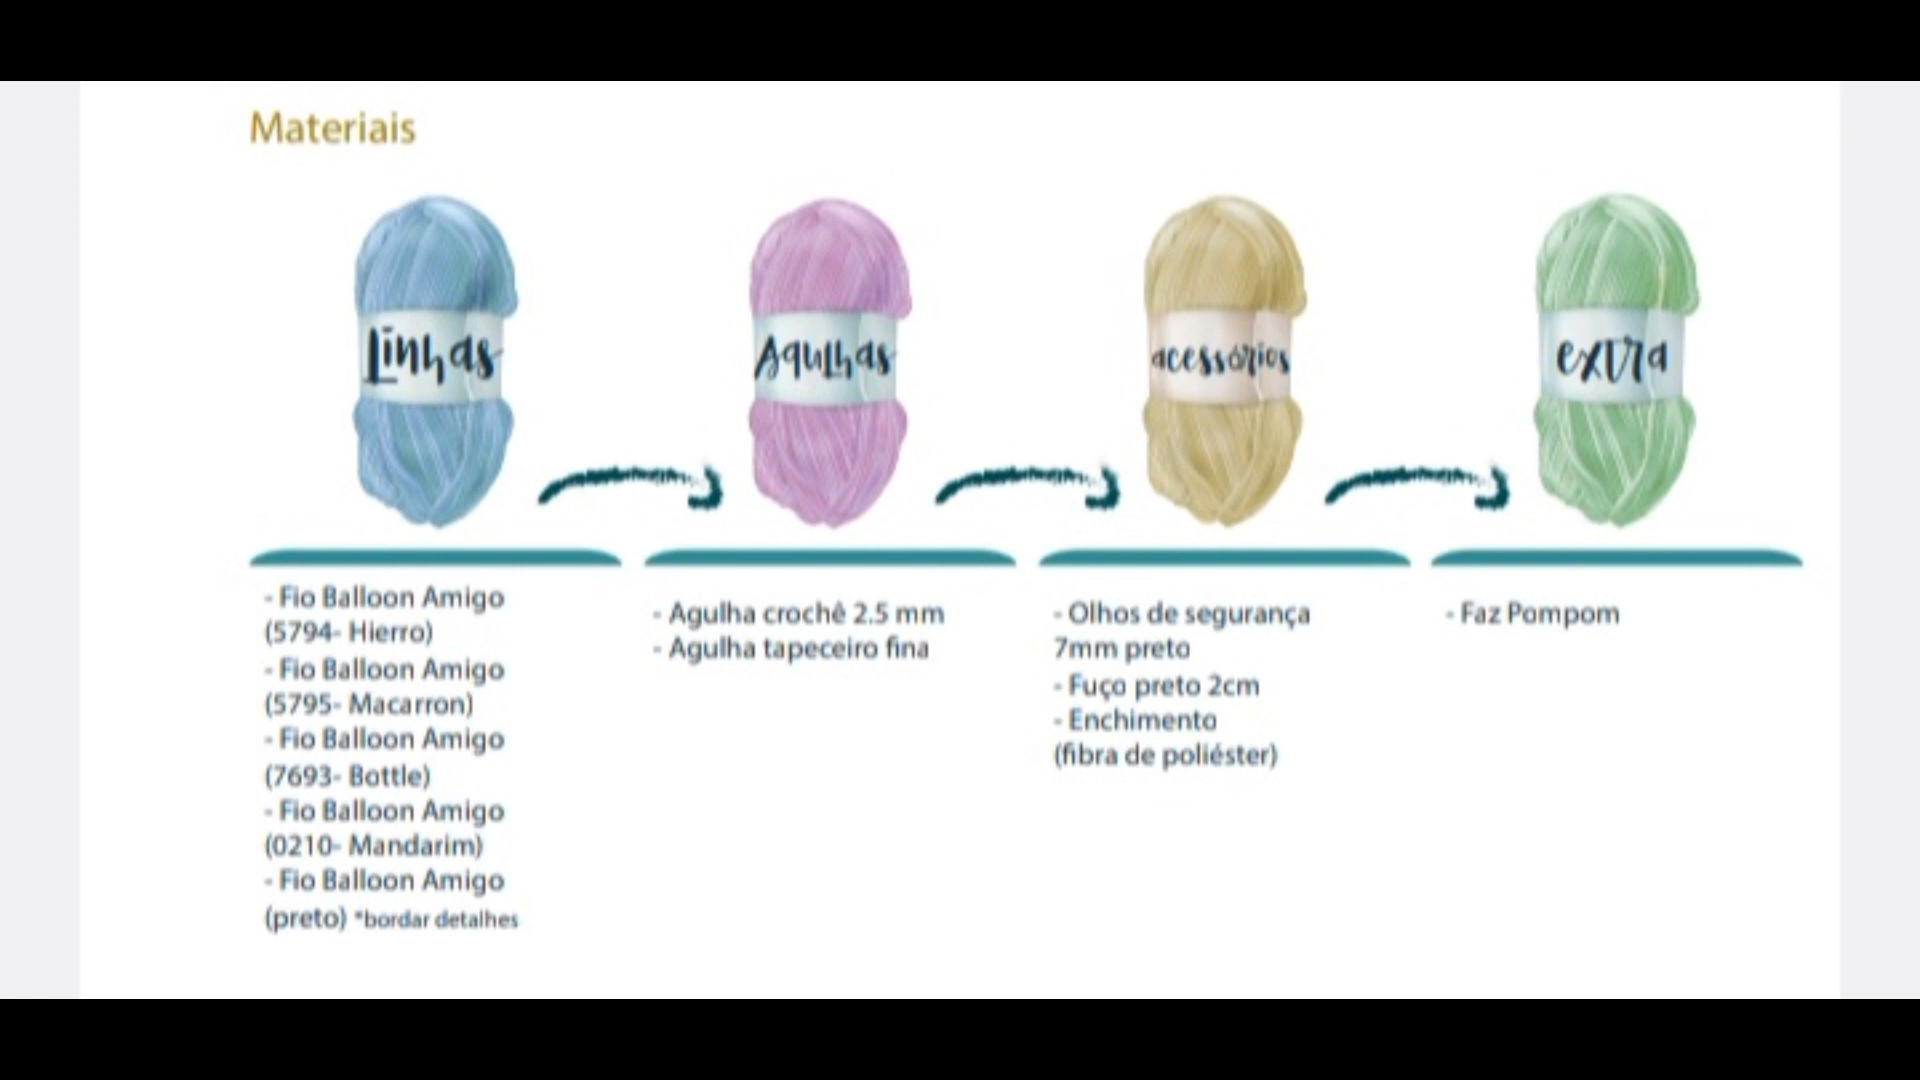 Materiais
Linhas
Agulhas
acessórios
extra
- Fio Balloon Amigo
(5794- Hierro)
- Fio Balloon Amigo
(5795- Macarron)
- Fio Balloon Amigo
(7693- Bottle)
- Fio Balloon Amigo
(0210- Mandarim)
- Fio Balloon Amigo
(preto) *bordar detalhes
- Agulha crochê 2.5 mm
- Agulha tapeceiro fina
- Olhos de segurança
7mm preto
- Fuço preto 2cm
- Enchimento
(fibra de poliéster)
- Faz Pompom